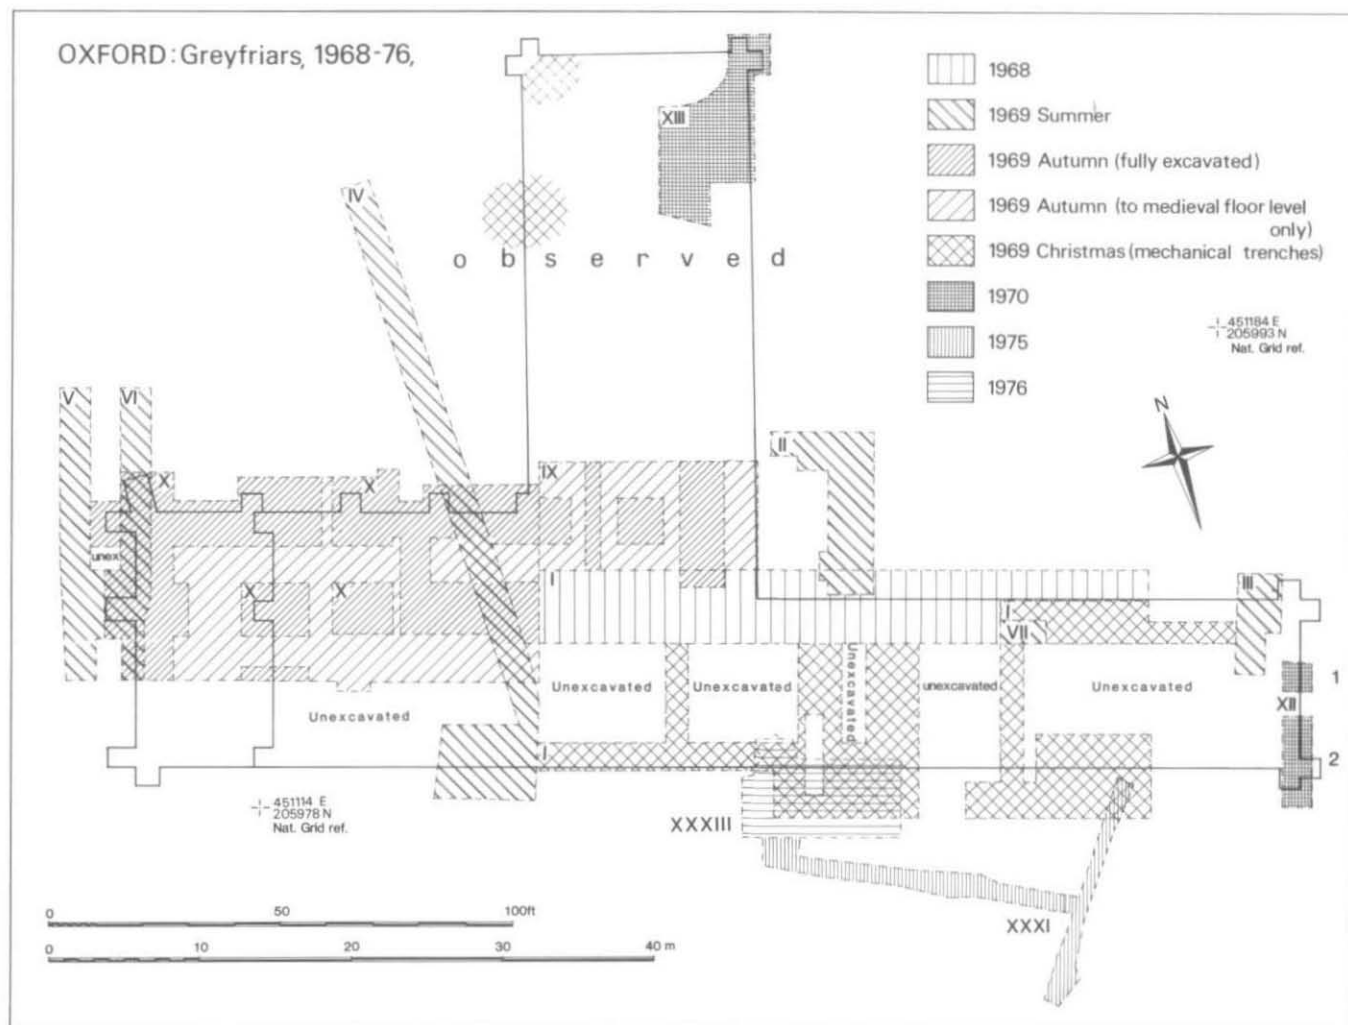 OXFORD: Greyfriars, 1968-76,
1968
1969 Summer
1969 Autumn (fully excavated)
1969 Autumn (to medieval floor level
only)
1969 Christmas (mechanical trenches)
1970
1975
1976
XIII
IV
observed
451184 E
205993 N
Nat. Grid ref.
N
V
VI
II
X
X
IX
unex
I
III
X
X
I
VII
Unexcavated
Unexcavated
Unexcavated
unexcavated
Unexcavated
1
XII
Unexcavated
I
2
451114 E
205978 N
Nat. Grid ref.
XXXIII
XXXI
0 50 100ft
0 10 20 30 40 m